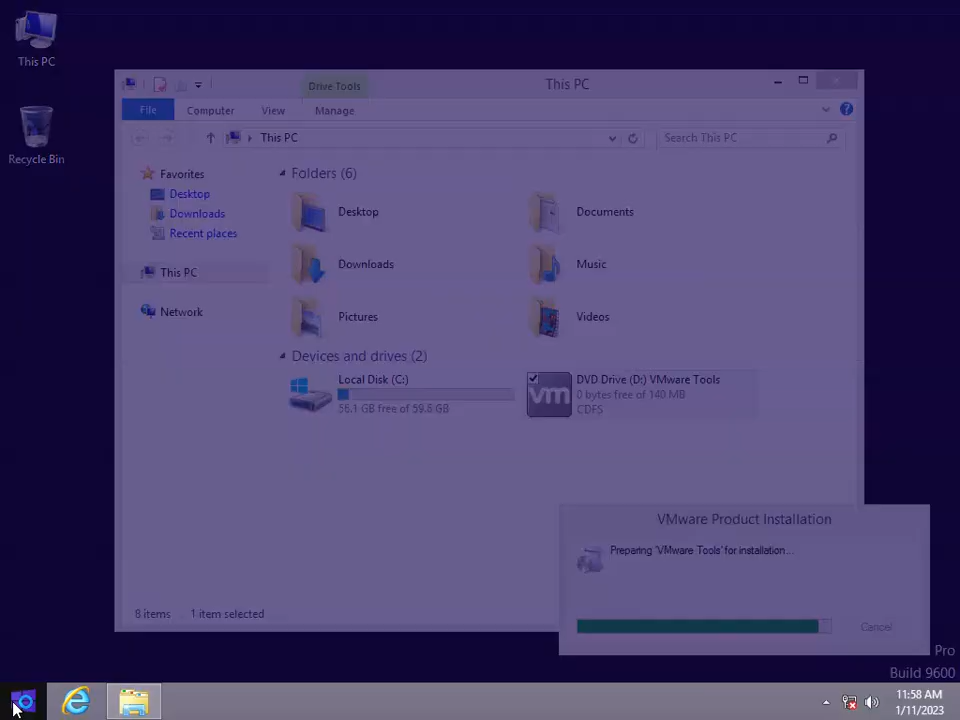 This PC
Recycle Bin
Drive Tools
This PC
File
Computer
View
Manage
This PC
Search This PC
Favorites
Desktop
Downloads
Recent places
This PC
Network
Folders (6)
Desktop
Documents
Downloads
Music
Pictures
Videos
Devices and drives (2)
Local Disk (C:)
56.1 GB free of 59.6 GB
vm
DVD Drive (D:) VMware Tools
0 bytes free of 140 MB
CDFS
8 items
1 item selected
VMware Product Installation
Preparing 'VMware Tools' for installation...
Cancel
Pro
Build 9600
11:58 AM
1/11/2023